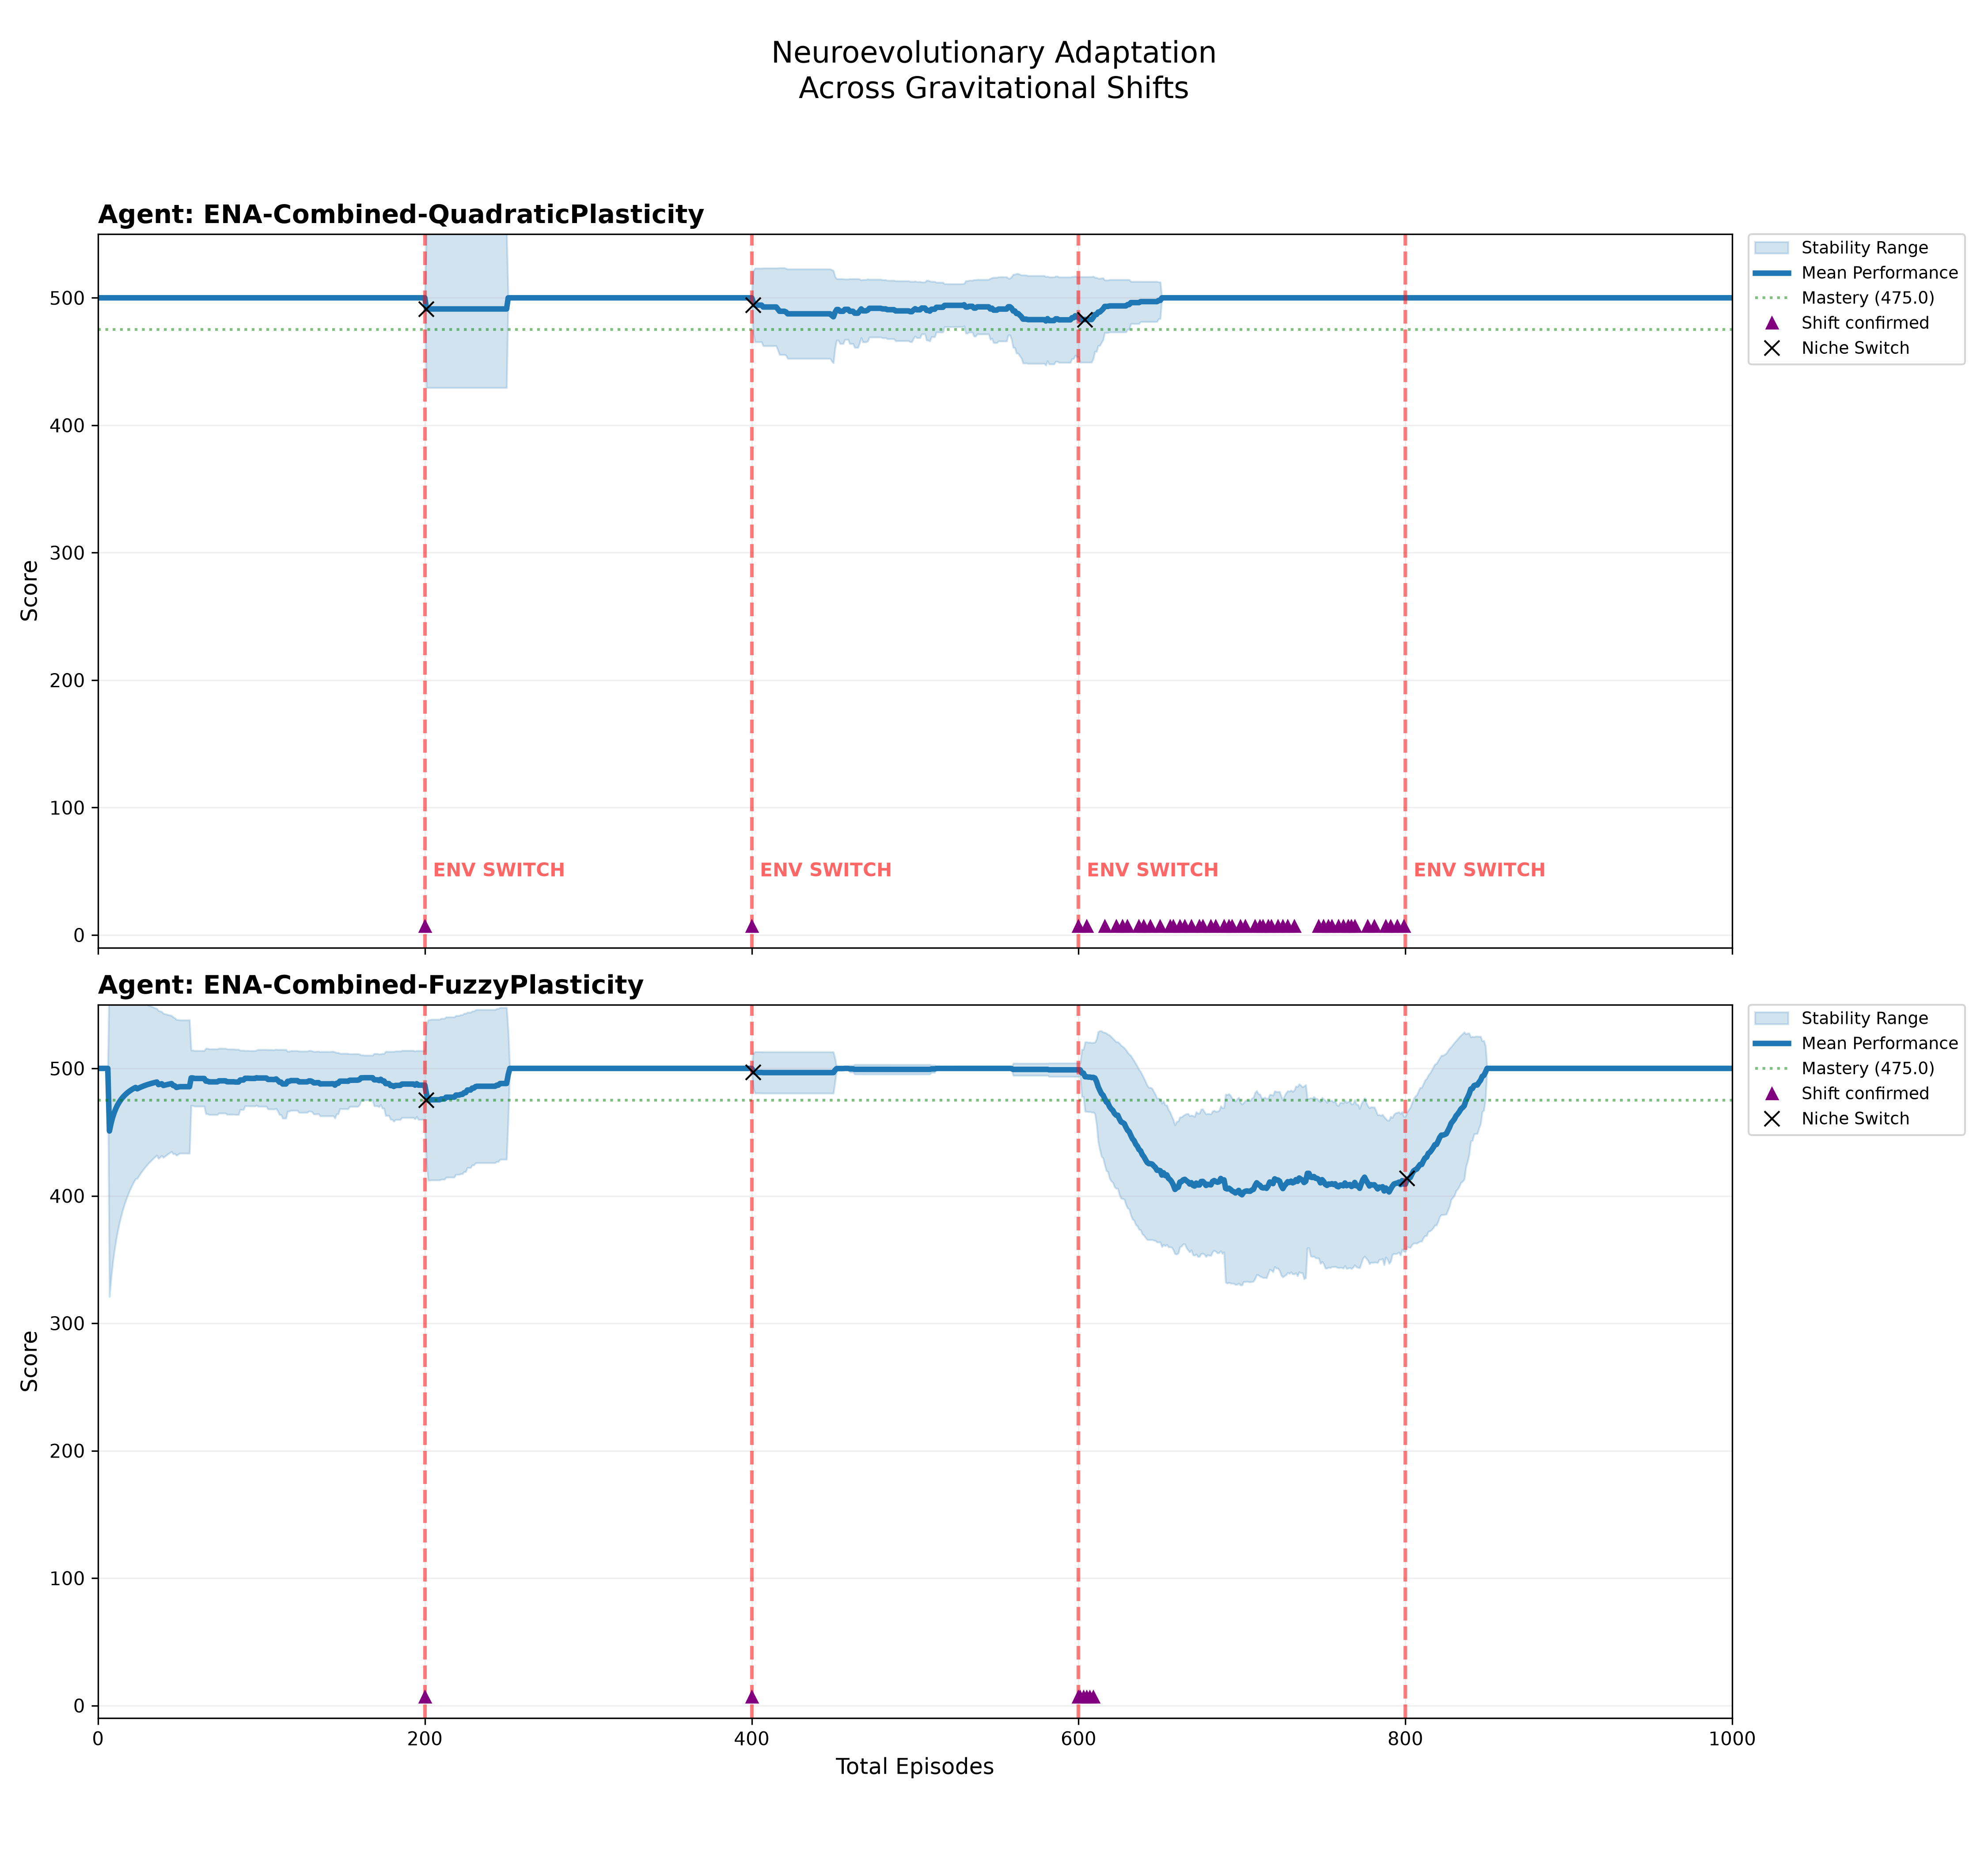 Neuroevolutionary Adaptation
Across Gravitational Shifts
Agent: ENA-Combined-QuadraticPlasticity
Stability Range
Mean Performance
Mastery (475.0)
Shift confirmed
Niche Switch
500
400
300
200
100
0
Score
ENV SWITCH
ENV SWITCH
ENV SWITCH
ENV SWITCH
Agent: ENA-Combined-FuzzyPlasticity
Stability Range
Mean Performance
Mastery (475.0)
Shift confirmed
Niche Switch
500
400
300
200
100
0
Score
0
200
400
600
800
1000
Total Episodes